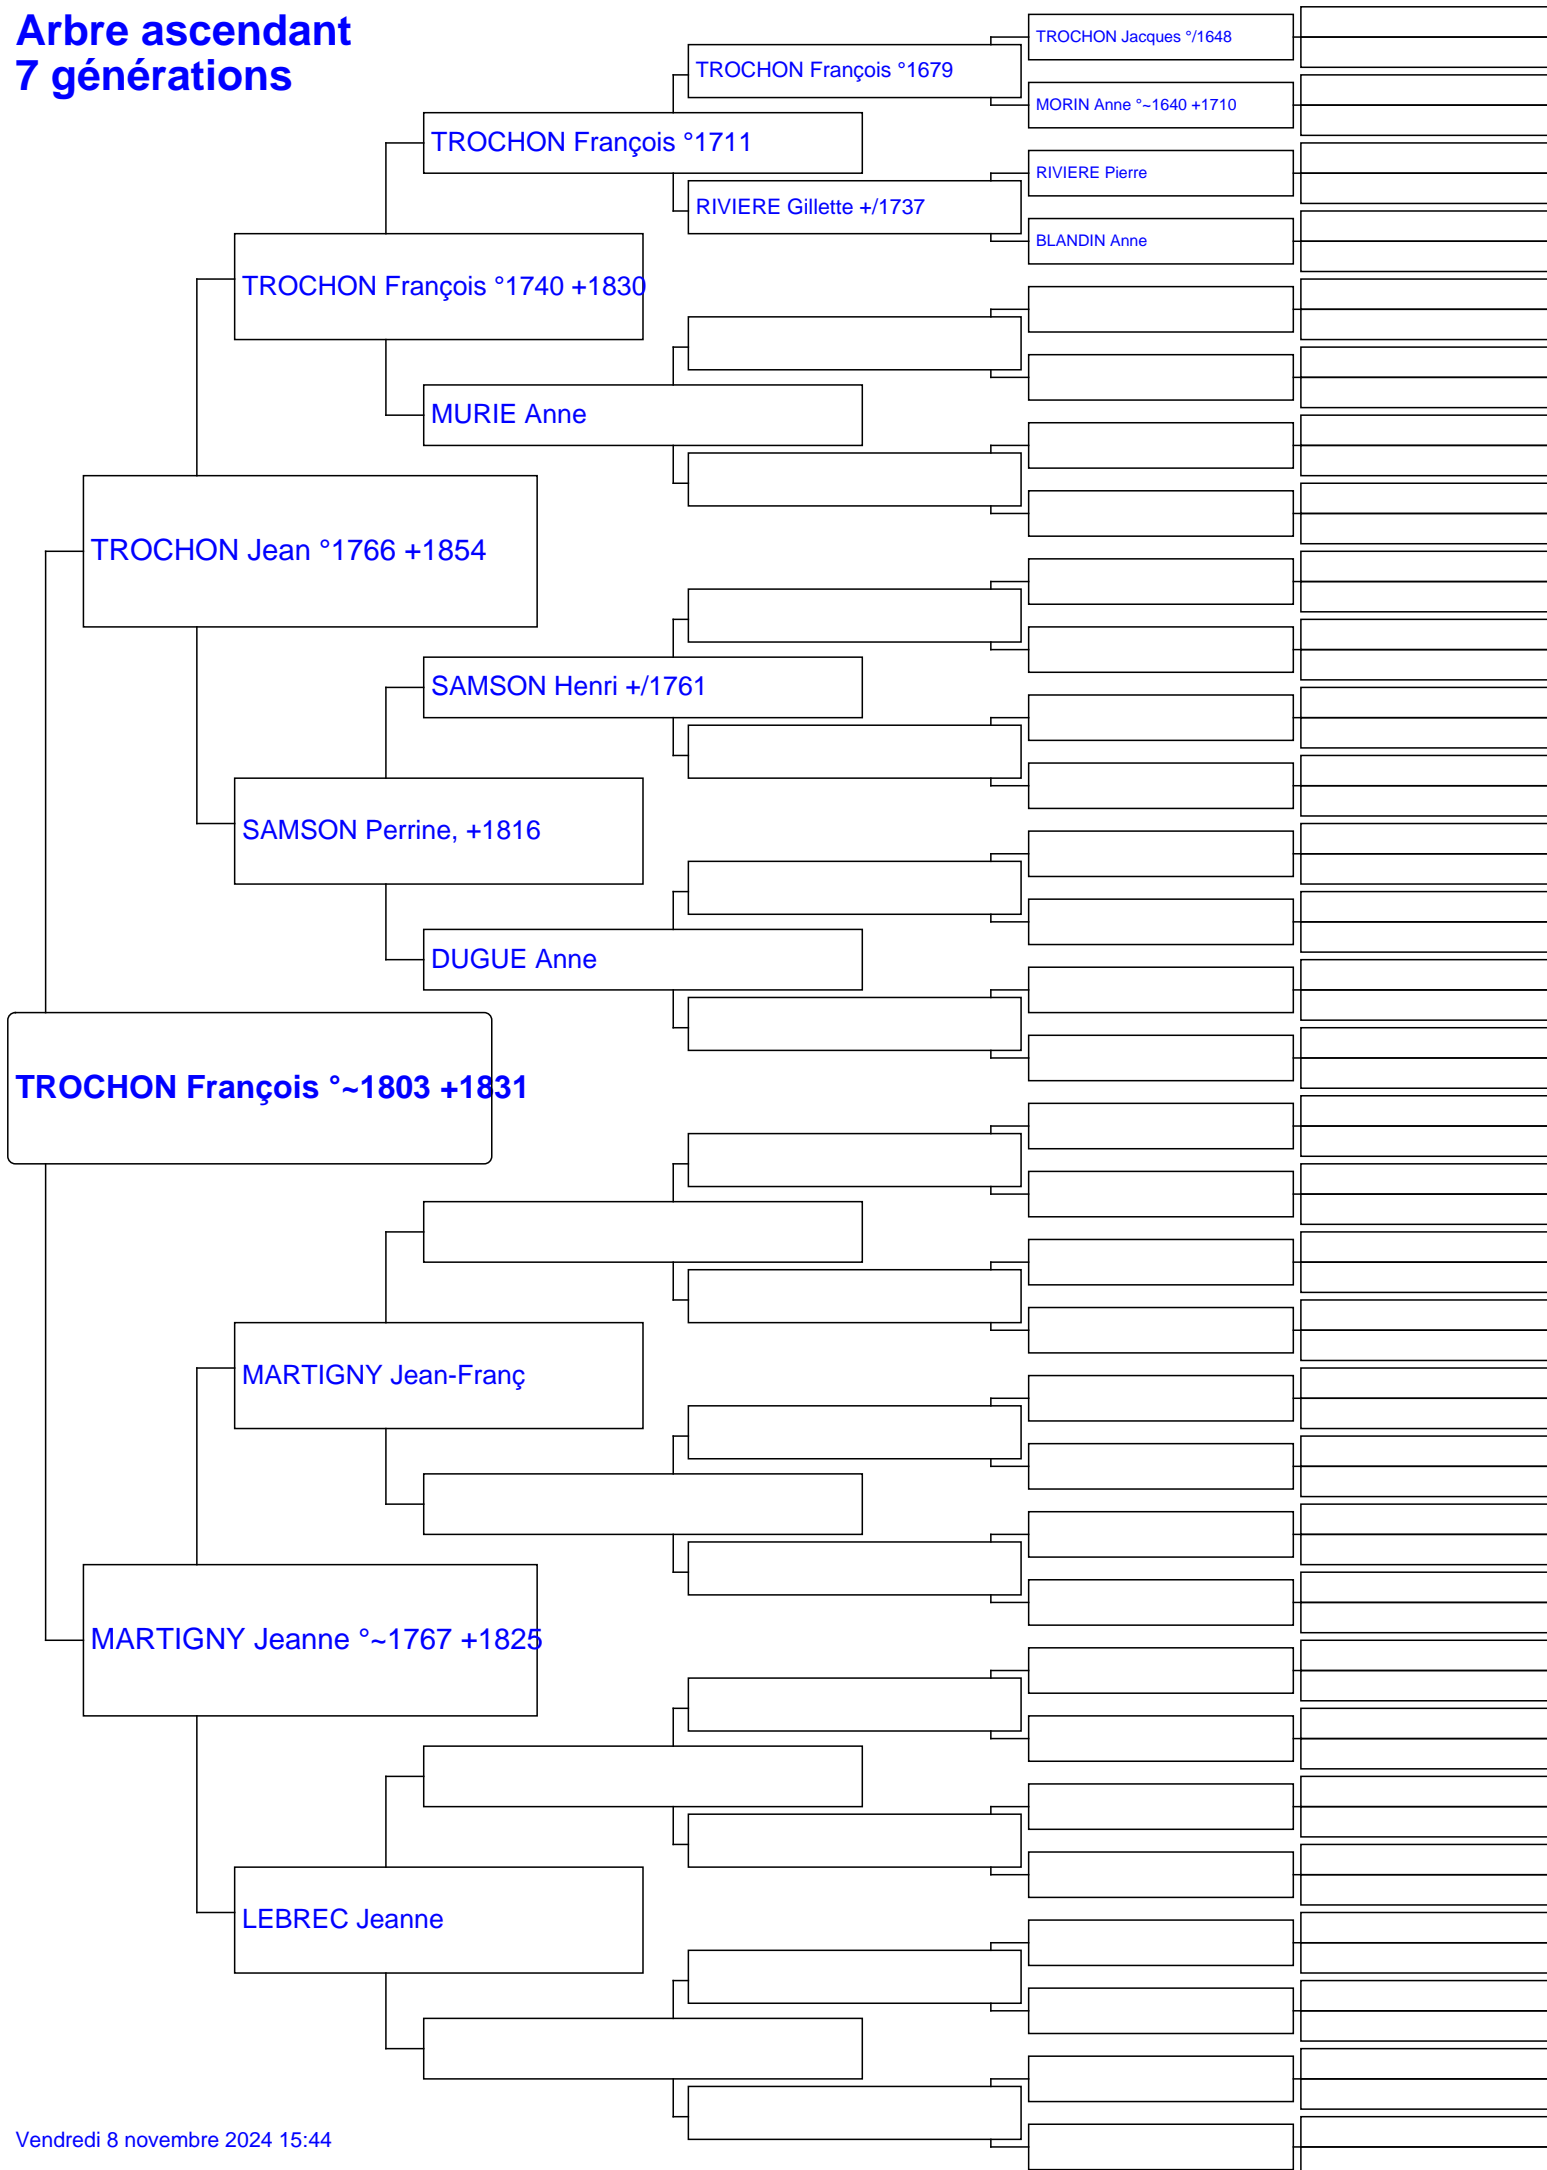 Arbre ascendant
7 générations
TROCHON Jacques °/1648
TROCHON François °1679
MORIN Anne °~1640 +1710
TROCHON François °1711
RIVIERE Pierre
RIVIERE Gillette +/1737
BLANDIN Anne
TROCHON François °1740 +1830
MURIE Anne
TROCHON Jean °1766 +1854
SAMSON Henri +/1761
SAMSON Perrine, +1816
DUGUE Anne
TROCHON François °~1803 +1831
MARTIGNY Jean-Franç
MARTIGNY Jeanne °~1767 +1825
LEBREC Jeanne
Vendredi 8 novembre 2024 15:44